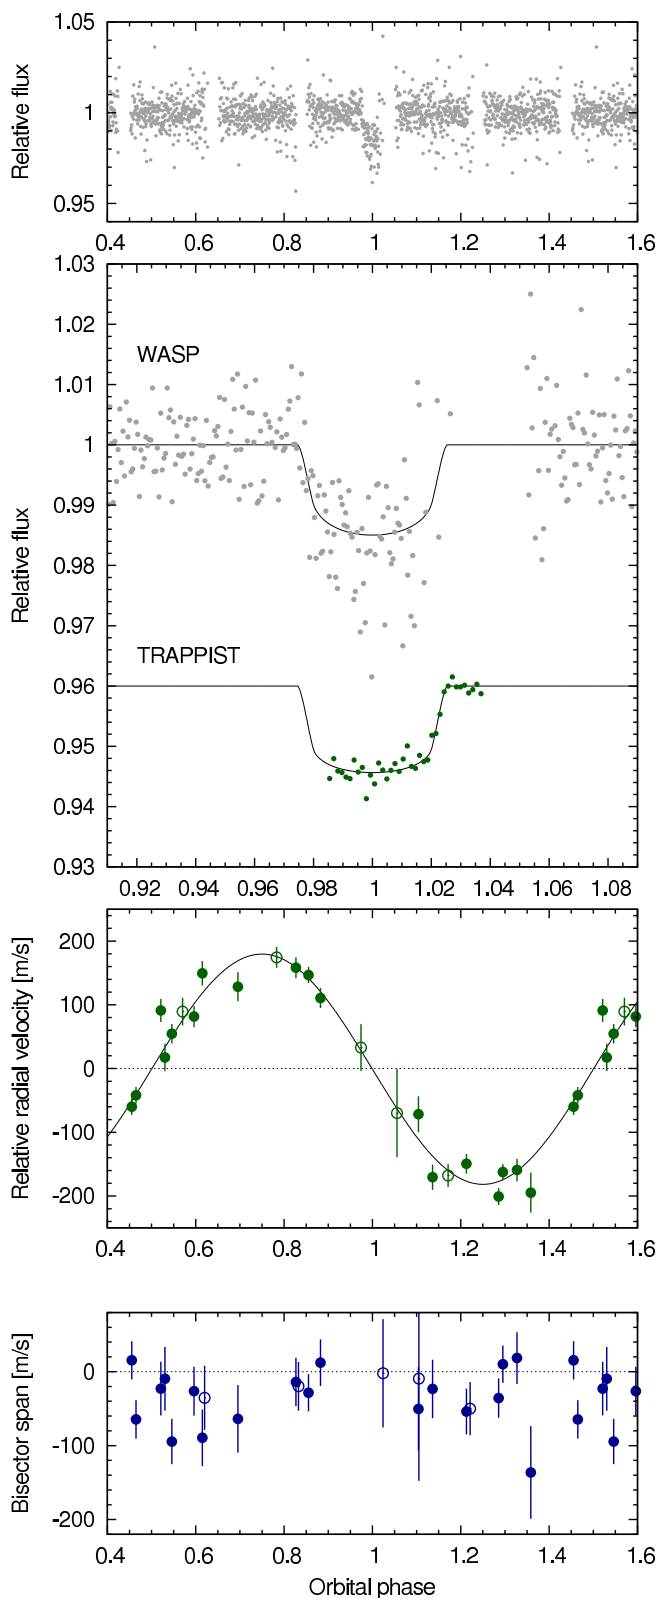 1.05
1
0.95
Relative flux
0.4 0.6 0.8 1 1.2 1.4 1.6
1.03
1.02
1.01
1
0.99
0.98
0.97
0.96
0.95
0.94
0.93
Relative flux
WASP
TRAPPIST
0.92 0.94 0.96 0.98 1 1.02 1.04 1.06 1.08
200
100
0
-100
-200
Relative radial velocity [m/s]
0.4 0.6 0.8 1 1.2 1.4 1.6
0
-100
-200
Bisector span [m/s]
0.4 0.6 0.8 1 1.2 1.4 1.6
Orbital phase